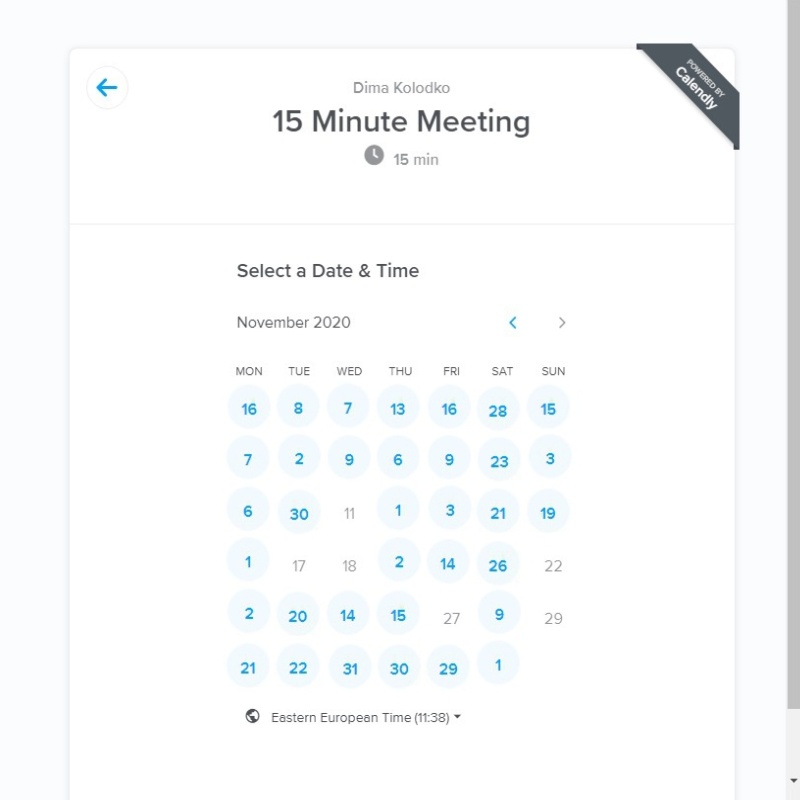 POWERED BY
Calendly
Dima Kolodko
15 Minute Meeting
15 min
Select a Date & Time
November 2020
MON TUE WED THU FRI SAT SUN
16 8 7 13 16 28 15
7 2 9 6 9 23 3
6 30 11 1 3 21 19
1 17 18 2 14 26 22
2 20 14 15 27 9 29
21 22 31 30 29 1
Eastern European Time (11:38)